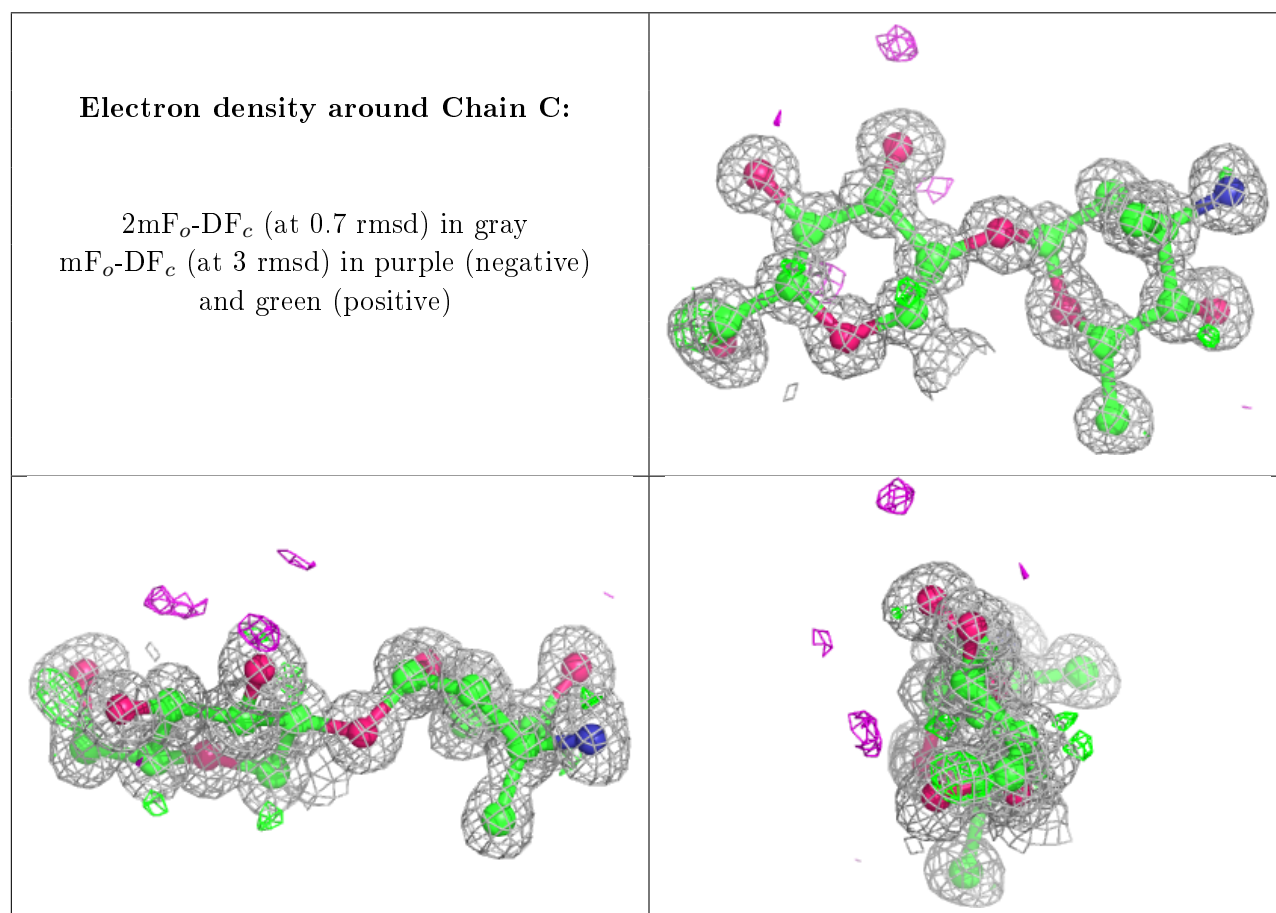 Electron density around Chain C:
2mFₒ-DF𝒸 (at 0.7 rmsd) in gray
mFₒ-DF𝒸 (at 3 rmsd) in purple (negative)
and green (positive)